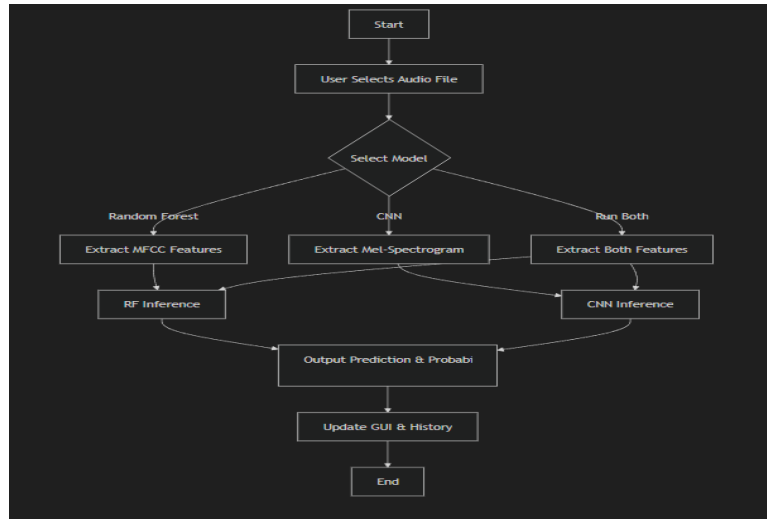 Start
User Selects Audio File
Select Model
Random Forest
CNN
Run Both
Extract MFCC Features
Extract Mel-Spectrogram
Extract Both Features
RF Inference
CNN Inference
Output Prediction & Probabi
Update GUI & History
End